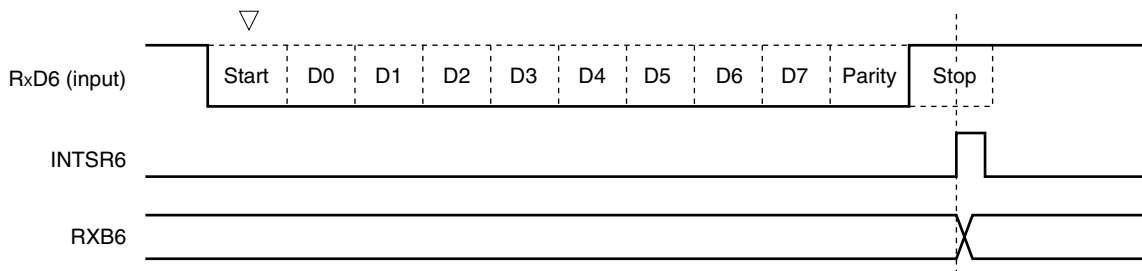 RxD6 (input) Start D0 D1 D2 D3 D4 D5 D6 D7 Parity Stop
INTSR6
RXB6